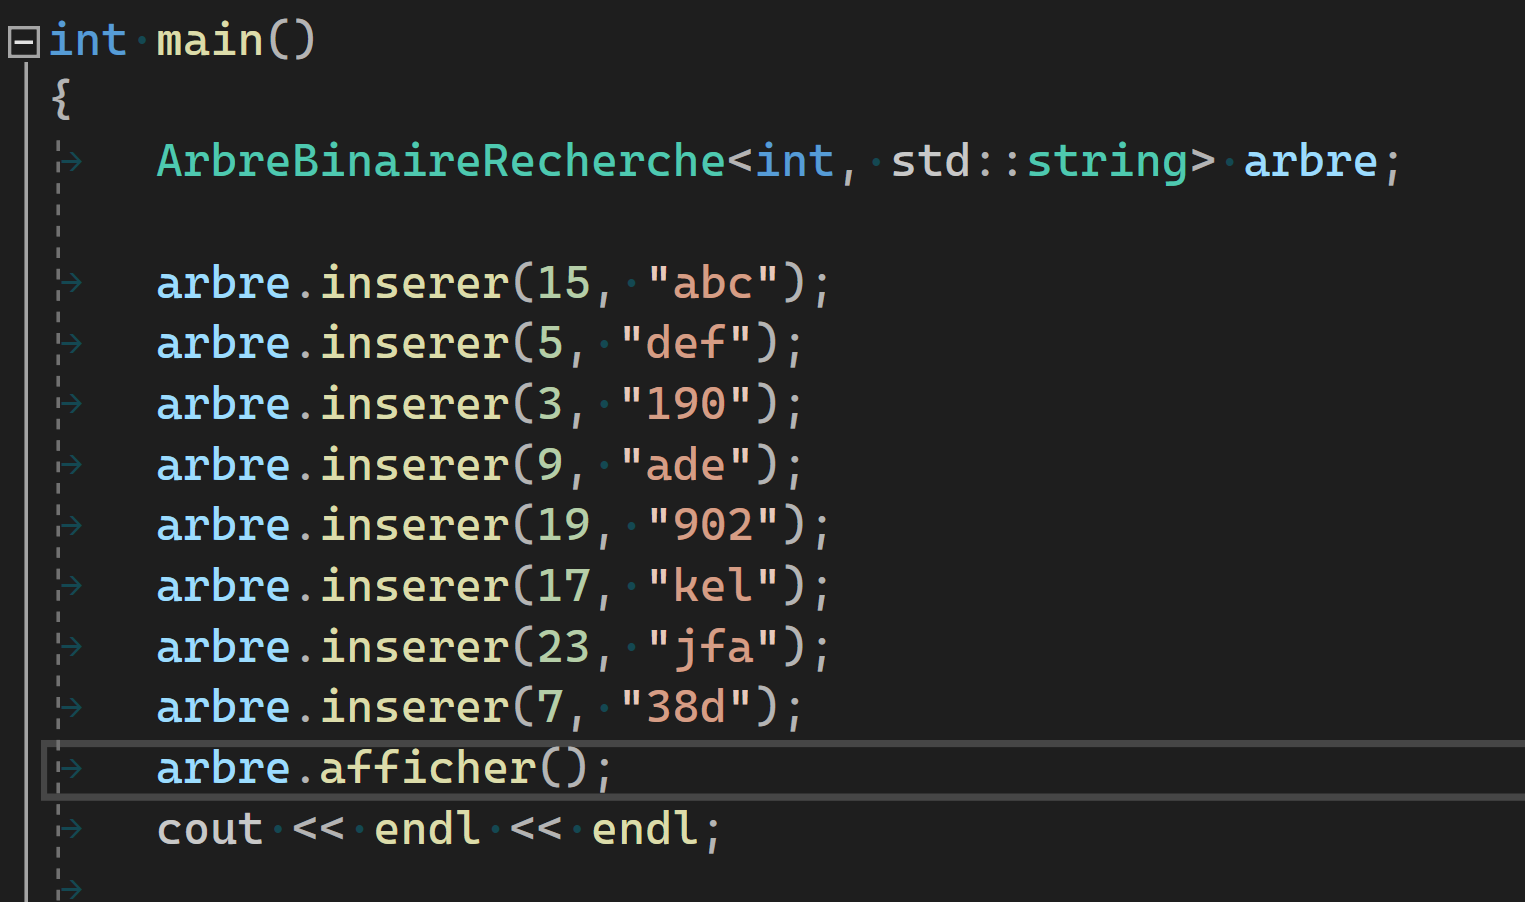 int main()
{
ArbreBinaireRecherche<int, std::string> arbre;
arbre.inserer(15, "abc");
arbre.inserer(5, "def");
arbre.inserer(3, "190");
arbre.inserer(9, "ade");
arbre.inserer(19, "902");
arbre.inserer(17, "kel");
arbre.inserer(23, "jfa");
arbre.inserer(7, "38d");
arbre.afficher();
cout << endl << endl;